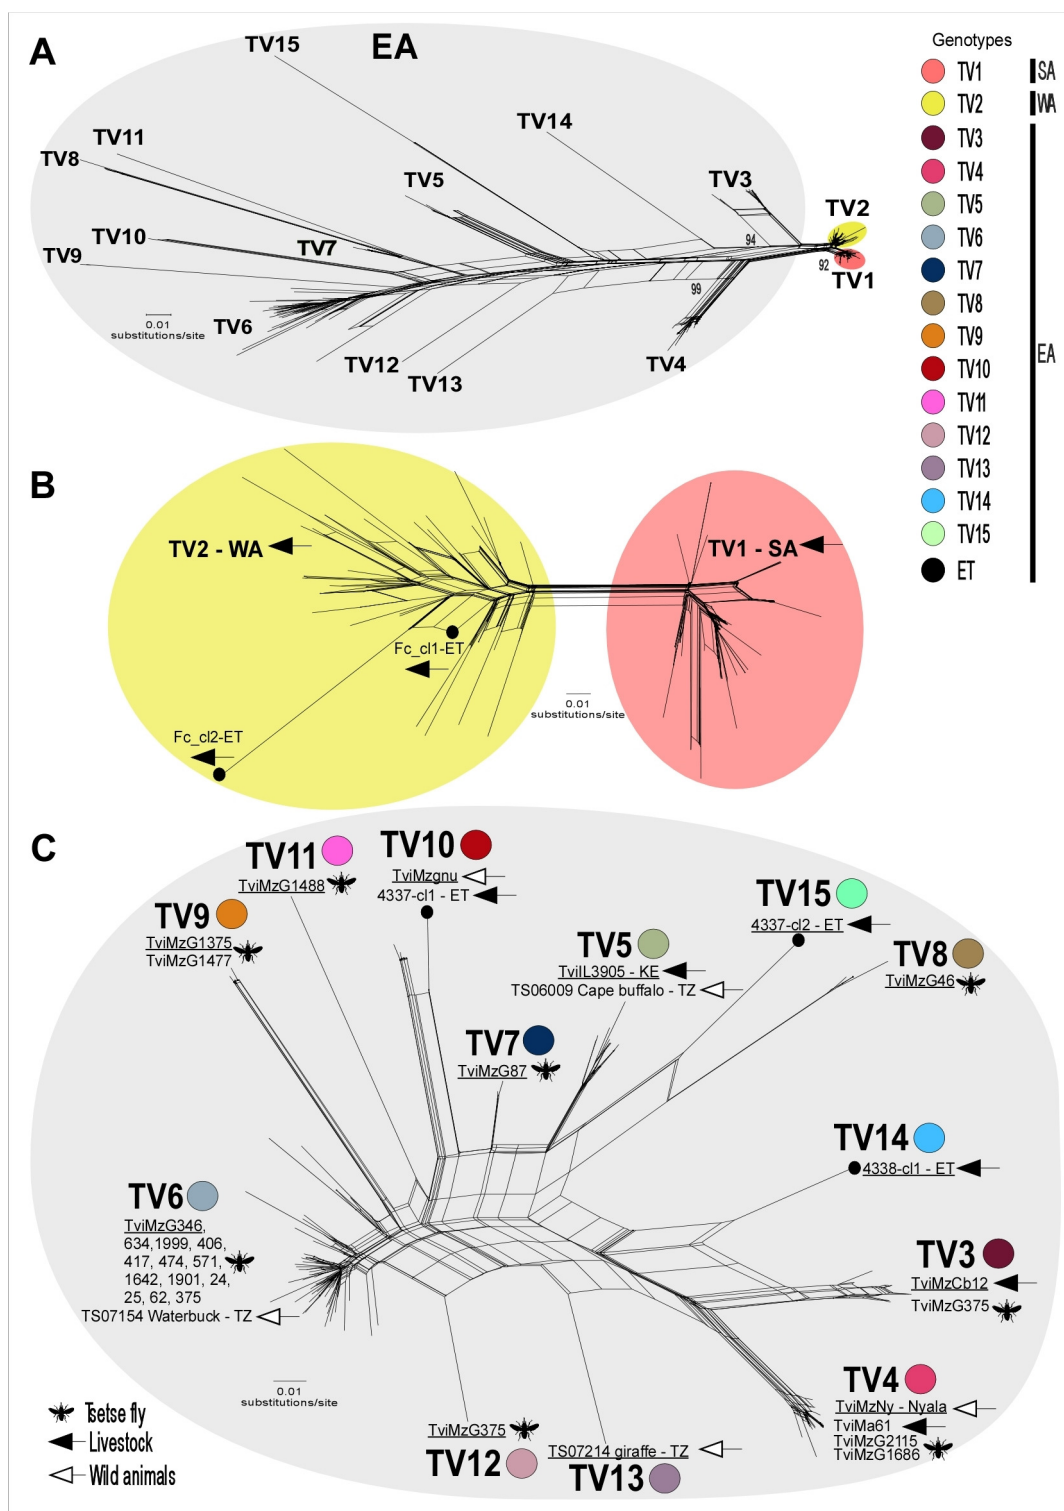 A
EA
TV15
TV14
TV11
TV8
TV5
TV3
TV2
TV10
TV7
TV9
94
92
TV1
99
0.01
substitutions/site
TV6
TV12
TV13
TV4
Genotypes
TV1
TV2
TV3
TV4
TV5
TV6
TV7
TV8
TV9
TV10
TV11
TV12
TV13
TV14
TV15
ET
SA
WA
EA
B
TV2 - WA
TV1 - SA
Fc_cl1-ET
Fc_cl2-ET
0.01
substitutions/site
C
TV11
TviMzG1488
TV10
TviMzgnu
4337-cl1 - ET
TV9
TviMzG1375
TviMzG1477
TV15
4337-cl2 - ET
TV5
TviIL3905 - KE
TS06009 Cape buffalo - TZ
TV8
TviMzG46
TV7
TviMzG87
TV14
4338-cl1 - ET
TV6
TviMzG346,
634,1999, 406,
417, 474, 571,
1642, 1901, 24,
25, 62, 375
TS07154 Waterbuck - TZ
TV3
TviMzCb12
TviMzG375
TV4
TviMzNy - Nyala
TviMa61
TviMzG2115
TviMzG1686
0.01
substitutions/site
TviMzG375
TV12
TS07214 giraffe - TZ
TV13
Tsetse fly
Livestock
Wild animals